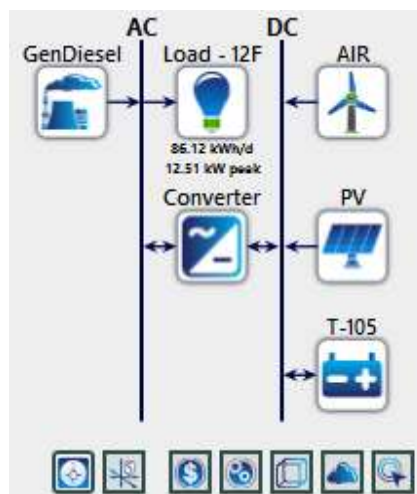 AC DC
GenDiesel Load - 12F AIR
86.12 kWh/d
12.51 kW peak
Converter PV
T-105